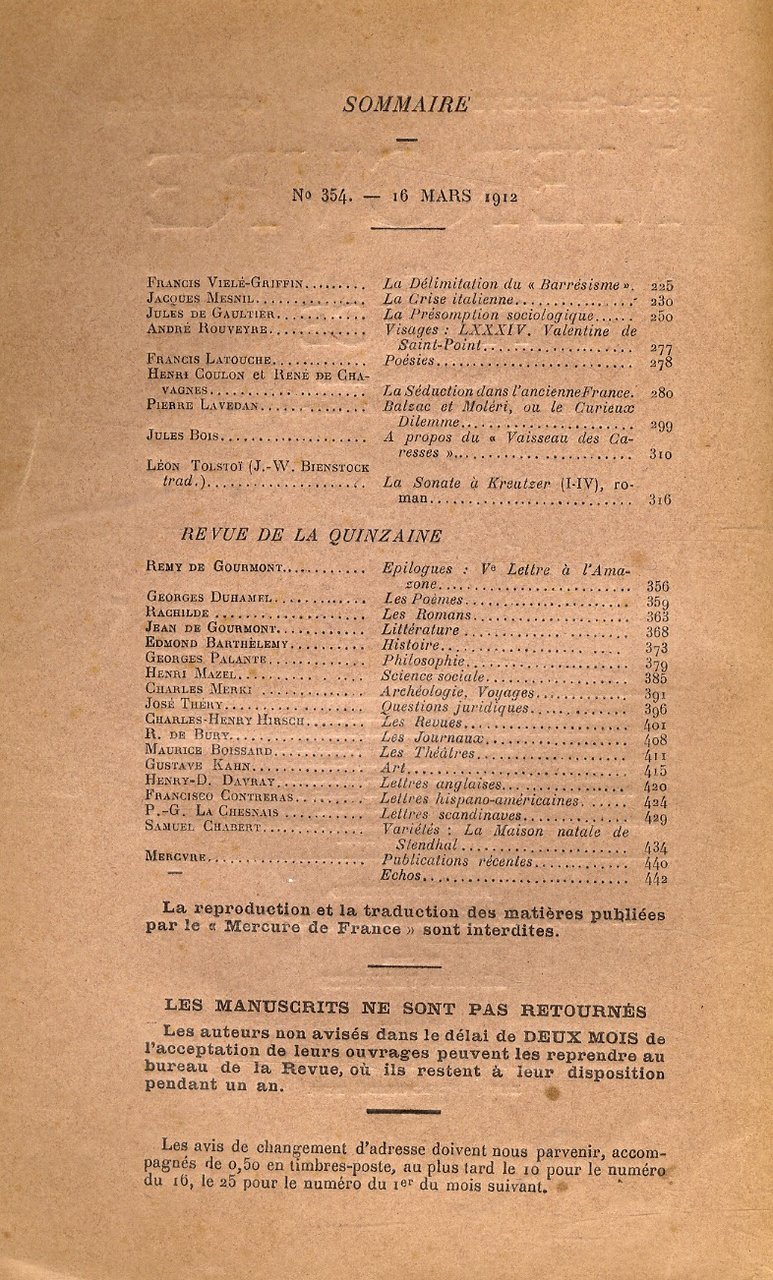 SOMMAIRE
No 354. — 16 MARS 1912
FRANCIS VIELÉ-GRIFFIN......... La Délimitation du « Barrésisme ». 225
JACQUES MESNIL............... La Crise italienne............... 230
JULES DE GAULTIER............ La Présomption sociologique...... 250
ANDRÉ ROUVEYRE............. Visages : LXXXIV. Valentine de
Saint-Point.................... 277
FRANCIS LATOUCHE............ Poésies......................... 278
HENRI COULON et RENÉ DE CHA-
VAGNES.................... La Séduction dans l'ancienne France. 280
PIERRE LAVEDAN.............. Balzac et Moléri, ou le Curieux
Dilemme....................... 299
JULES BOIS................... A propos du « Vaisseau des Ca-
resses »....................... 310
LÉON TOLSTOÏ (J.-W. BIENSTOCK
trad.)..................... La Sonate à Kreutzer (I-IV), ro-
man.......................... 316
REVUE DE LA QUINZAINE
REMY DE GOURMONT............ Epilogues : Ve Lettre à l'Ama-
zone......................... 356
GEORGES DUHAMEL............. Les Poèmes..................... 359
RACHILDE ................... Les Romans..................... 363
JEAN DE GOURMONT........... Littérature ..................... 368
EDMOND BARTHÈLEMY.......... Histoire......................... 373
GEORGES PALANTE............. Philosophie..................... 379
HENRI MAZEL................. Science sociale.................. 385
CHARLES MERKI .............. Archéologie, Voyages............ 391
JOSÉ THÉRY.................. Questions juridiques............. 396
CHARLES-HENRY HIRSCH........ Les Revues..................... 401
R. DE BURY.................. Les Journaux................... 408
MAURICE BOISSARD............ Les Théâtres.................... 411
GUSTAVE KAHN............... Art............................ 415
HENRY-D. DAVRAY............ Lettres anglaises................ 420
FRANCISCO CONTRERAS......... Lettres hispano-américaines...... 424
P.-G. LA CHESNAIS ........... Lettres scandinaves.............. 429
SAMUEL CHABERT.............. Variétés : La Maison natale de
Stendhal...................... 434
MERCVRE.................... Publications récentes............ 440
— Echos.......................... 442
La reproduction et la traduction des matières publiées
par le « Mercure de France » sont interdites.
LES MANUSCRITS NE SONT PAS RETOURNÉS
Les auteurs non avisés dans le délai de DEUX MOIS de
l'acceptation de leurs ouvrages peuvent les reprendre au
bureau de la Revue, où ils restent à leur disposition
pendant un an.
Les avis de changement d'adresse doivent nous parvenir, accom-
pagnés de 0,50 en timbres-poste, au plus tard le 10 pour le numéro
du 16, le 25 pour le numéro du 1er du mois suivant.